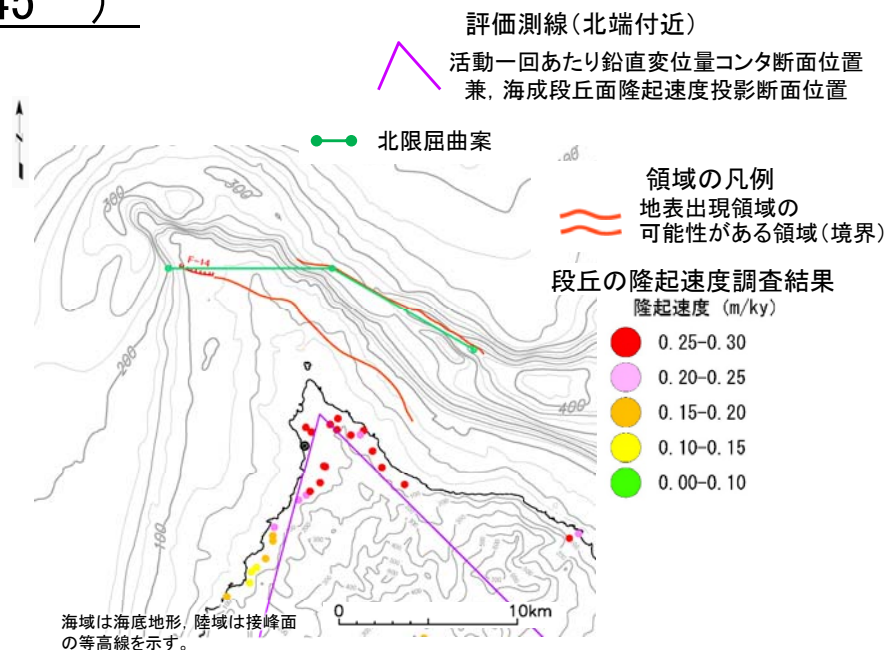 45 )
評価測線(北端付近)
活動一回あたり鉛直変位量コンタ断面位置
兼, 海成段丘面隆起速度投影断面位置
北限屈曲案
領域の凡例
地表出現領域の
可能性がある領域(境界)
段丘の隆起速度調査結果
隆起速度 (m/ky)
0.25-0.30
0.20-0.25
0.15-0.20
0.10-0.15
0.00-0.10
300
300
F-14
200
400
100
0 10km
海域は海底地形, 陸域は接峰面
の等高線を示す。